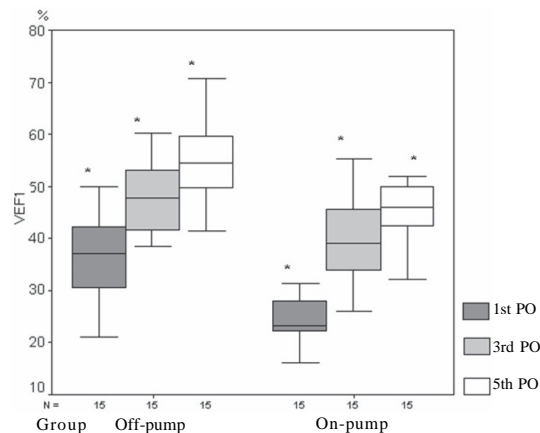 %
80
*
70
*
60
*
*
*
50
VEF1
40
*
30
1st PO
20
3rd PO
10
5th PO
N = 15 15 15 15 15 15
Group Off-pump On-pump